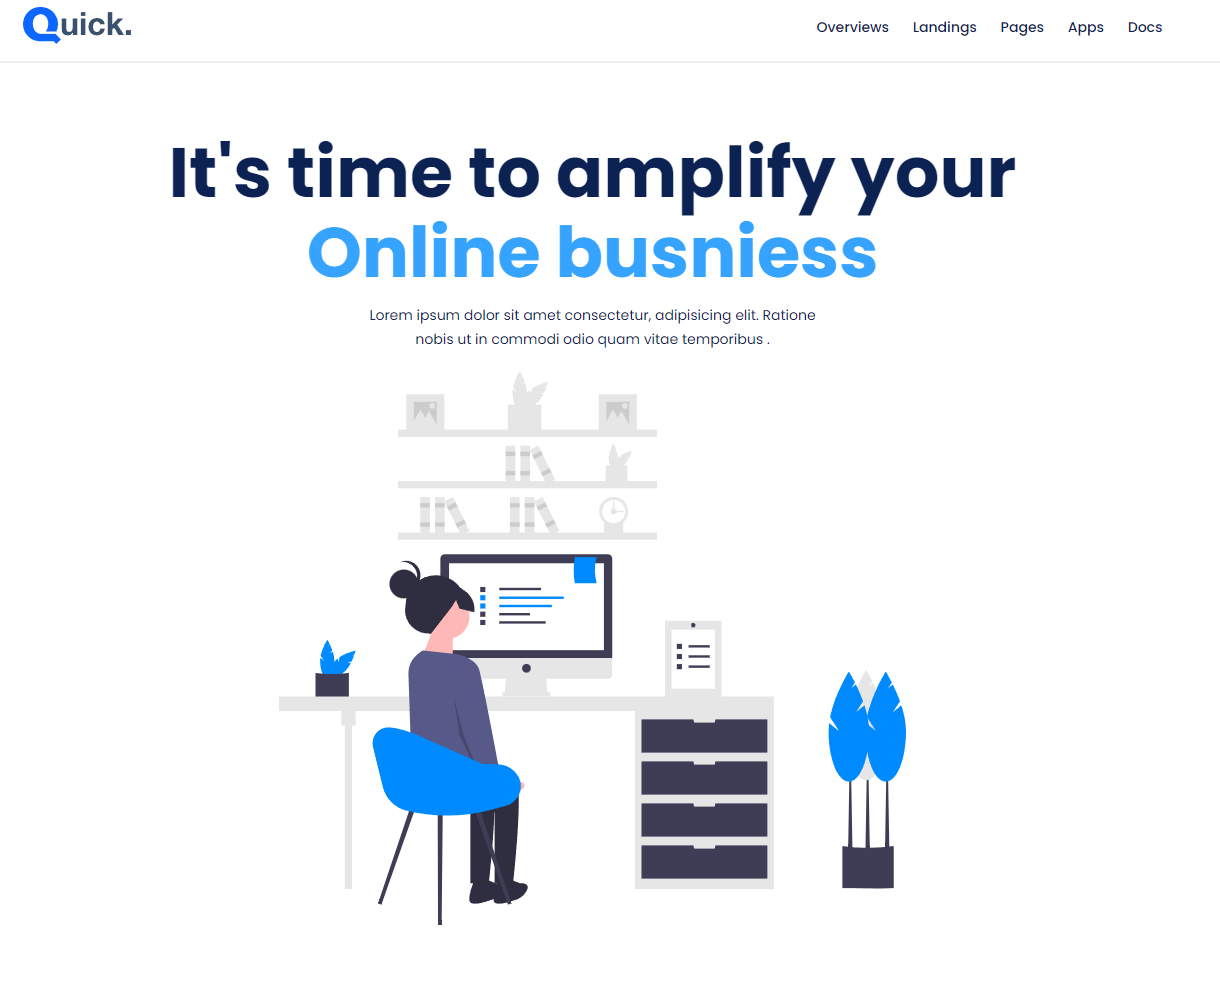 Quick.
Overviews Landings Pages Apps Docs
It's time to amplify your
Online busniess
Lorem ipsum dolor sit amet consectetur, adipisicing elit. Ratione
nobis ut in commodi odio quam vitae temporibus .